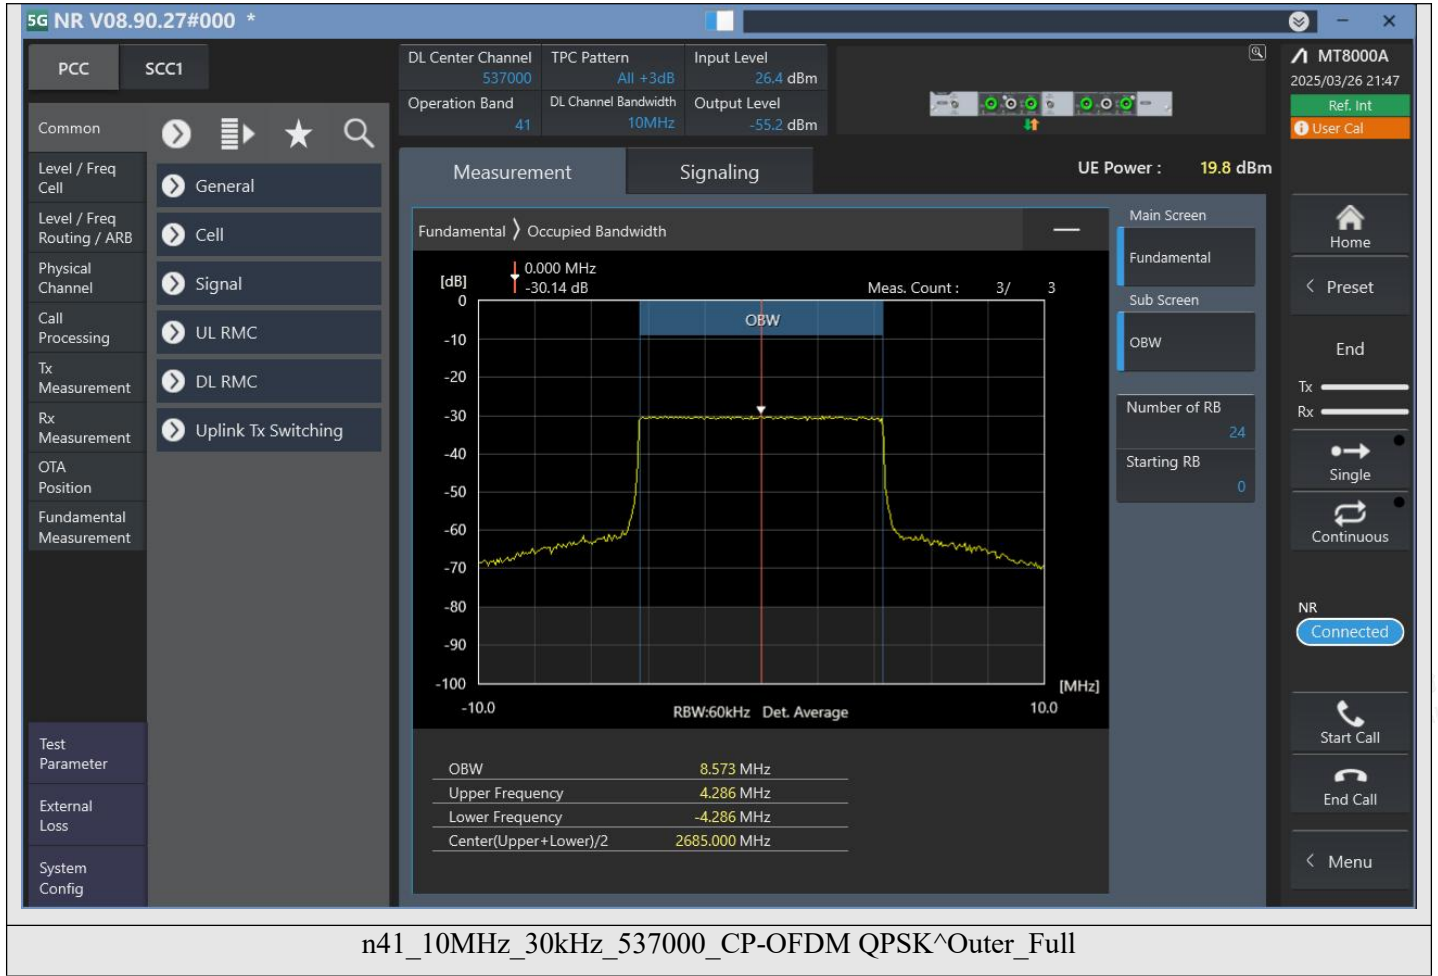 5G NR V08.90.27#000 *
PCC
SCC1
DL Center Channel
537000
TPC Pattern
All +3dB
Input Level
26.4 dBm
Operation Band
41
DL Channel Bandwidth
10MHz
Output Level
-55.2 dBm
MT8000A
2025/03/26 21:47
Ref. Int
User Cal
Common
Level / Freq
Cell
Level / Freq
Routing / ARB
Physical
Channel
Call
Processing
Tx
Measurement
Rx
Measurement
OTA
Position
Fundamental
Measurement
Test
Parameter
External
Loss
System
Config
General
Cell
Signal
UL RMC
DL RMC
Uplink Tx Switching
Measurement
Signaling
UE Power : 19.8 dBm
Fundamental 〉 Occupied Bandwidth
[dB]
0.000 MHz
-30.14 dB
Meas. Count : 3/ 3
OBW
0
-10
-20
-30
-40
-50
-60
-70
-80
-90
-100
[MHz]
-10.0
RBW:60kHz Det. Average
10.0
OBW 8.573 MHz
Upper Frequency 4.286 MHz
Lower Frequency -4.286 MHz
Center(Upper+Lower)/2 2685.000 MHz
Main Screen
Fundamental
Sub Screen
OBW
Number of RB
24
Starting RB
0
Home
< Preset
End
Tx
Rx
Single
Continuous
NR
Connected
Start Call
End Call
< Menu
n41_10MHz_30kHz_537000_CP-OFDM QPSK^Outer_Full